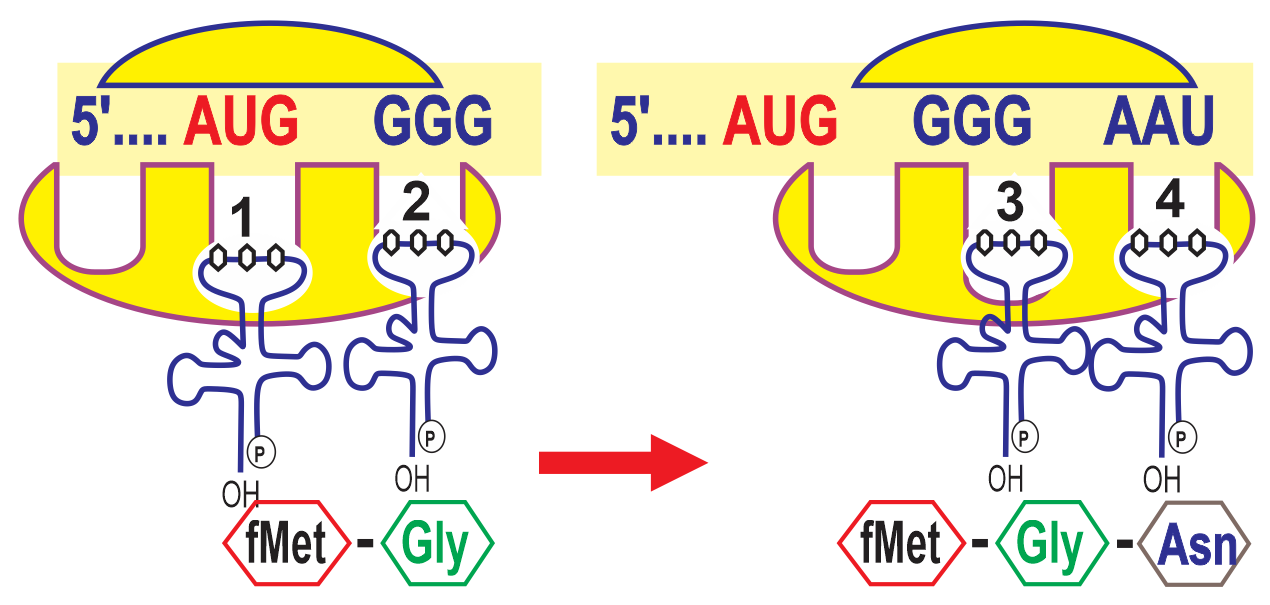 5'.... AUG GGG
1 2
P P
OH OH
fMet - Gly
5'.... AUG GGG AAU
3 4
P P
OH OH
fMet - Gly - Asn